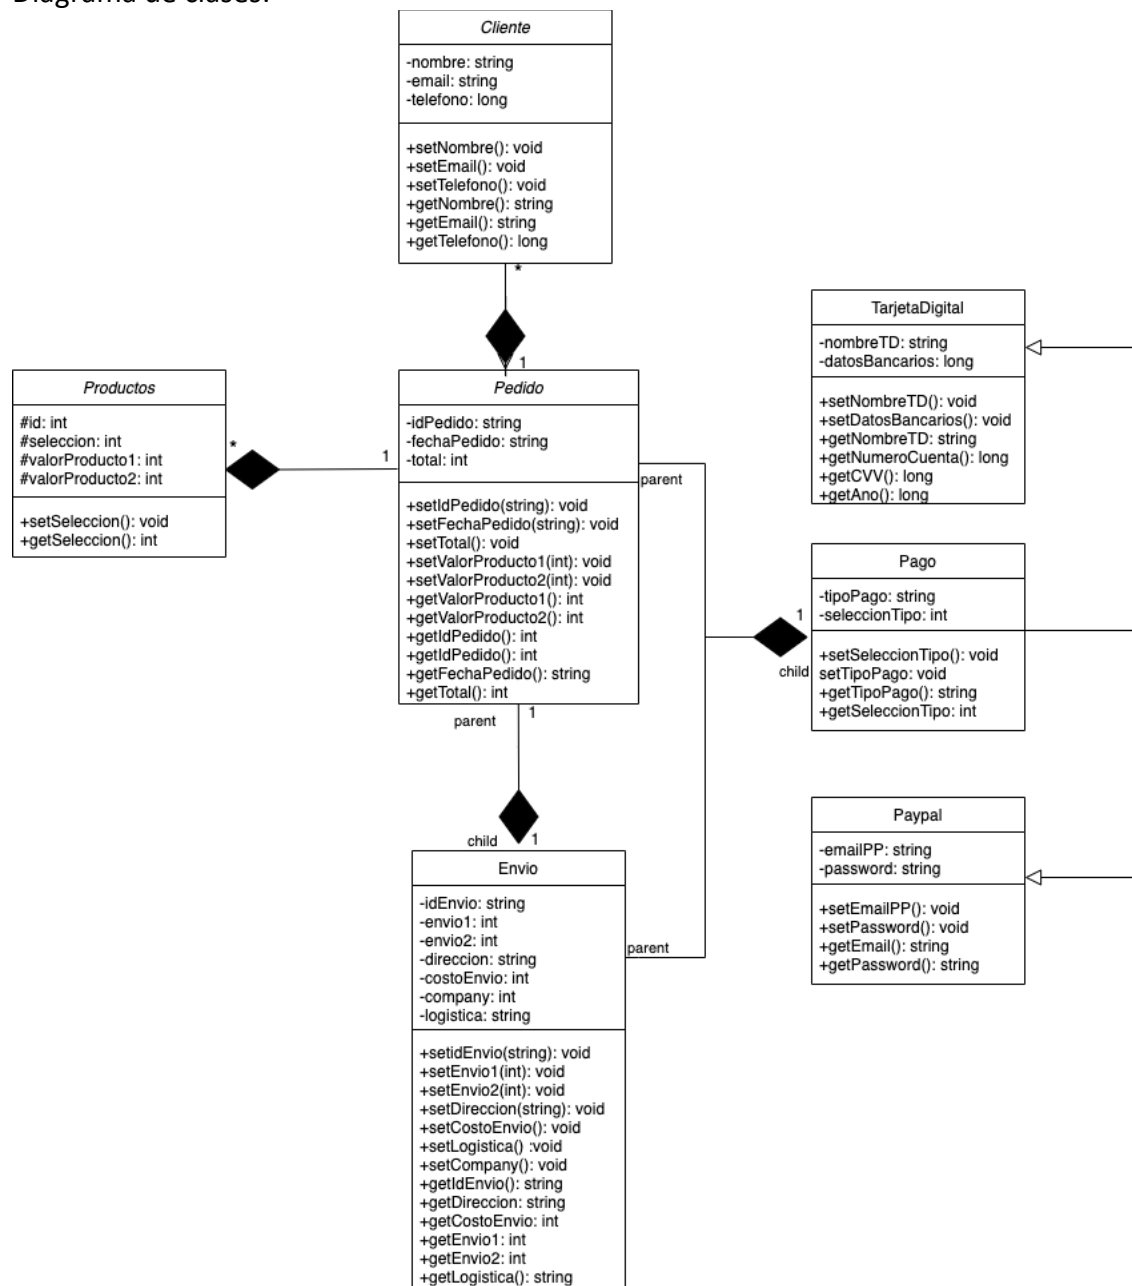 Diagrama de clases:
Cliente
-nombre: string
-email: string
-telefono: long
+setNombre(): void
+setEmail(): void
+setTelefono(): void
+getNombre(): string
+getEmail(): string
+getTelefono(): long
*
1
Productos
#id: int
#seleccion: int
#valorProducto1: int
#valorProducto2: int
+setSeleccion(): void
+getSeleccion(): int
*
1
Pedido
-idPedido: string
-fechaPedido: string
-total: int
+setIdPedido(string): void
+setFechaPedido(string): void
+setTotal(): void
+setValorProducto1(int): void
+setValorProducto2(int): void
+getValorProducto1(): int
+getValorProducto2(): int
+getIdPedido(): int
+getIdPedido(): int
+getFechaPedido(): string
+getTotal(): int
parent
parent
1
child
1
Envio
-idEnvio: string
-envio1: int
-envio2: int
-direccion: string
-costoEnvio: int
-company: int
-logistica: string
+setidEnvio(string): void
+setEnvio1(int): void
+setEnvio2(int): void
+setDireccion(string): void
+setCostoEnvio(): void
+setLogistica() :void
+setCompany(): void
+getIdEnvio(): string
+getDireccion: string
+getCostoEnvio: int
+getEnvio1: int
+getEnvio2: int
+getLogistica(): string
parent
TarjetaDigital
-nombreTD: string
-datosBancarios: long
+setNombreTD(): void
+setDatosBancarios(): void
+getNombreTD: string
+getNumeroCuenta(): long
+getCVV(): long
+getAno(): long
1
child
Pago
-tipoPago: string
-seleccionTipo: int
+setSeleccionTipo(): void
setTipoPago: void
+getTipoPago(): string
+getSeleccionTipo: int
Paypal
-emailPP: string
-password: string
+setEmailPP(): void
+setPassword(): void
+getEmail(): string
+getPassword(): string